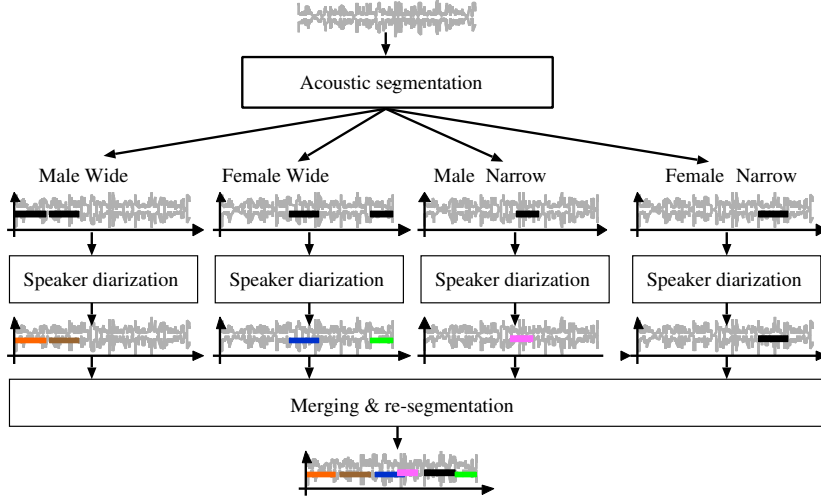 Acoustic segmentation
Male Wide
Female Wide
Male Narrow
Female Narrow
Speaker diarization
Speaker diarization
Speaker diarization
Speaker diarization
Merging & re-segmentation